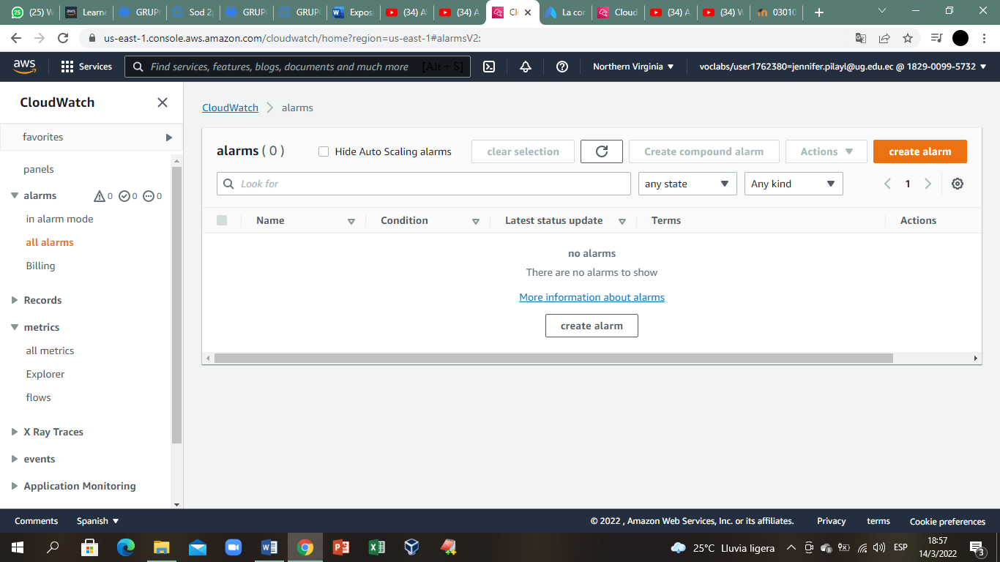 (25) W
Learne
GRUP
Sod 2
GRUP
GRUP
Expos
(34) A
(34) A
Cl
La cor
Cloud
(34) A
(34) W
03010
us-east-1.console.aws.amazon.com/cloudwatch/home?region=us-east-1#alarmsV2:
aws
Services
Find services, features, blogs, documents and much more [Alt + S]
Northern Virginia
voclabs/user1762380=jennifer.pilayl@ug.edu.ec @ 1829-0099-5732
CloudWatch
favorites
panels
alarms 0 0 0
in alarm mode
all alarms
Billing
Records
metrics
all metrics
Explorer
flows
X Ray Traces
events
Application Monitoring
CloudWatch > alarms
alarms ( 0 )
Hide Auto Scaling alarms
clear selection
Create compound alarm
Actions
create alarm
Look for
any state
Any kind
1
Name
Condition
Latest status update
Terms
Actions
no alarms
There are no alarms to show
More information about alarms
create alarm
Comments
Spanish
© 2022 , Amazon Web Services, Inc. or its affiliates.
Privacy
terms
Cookie preferences
25°C Lluvia ligera
ESP
18:57
14/3/2022
3